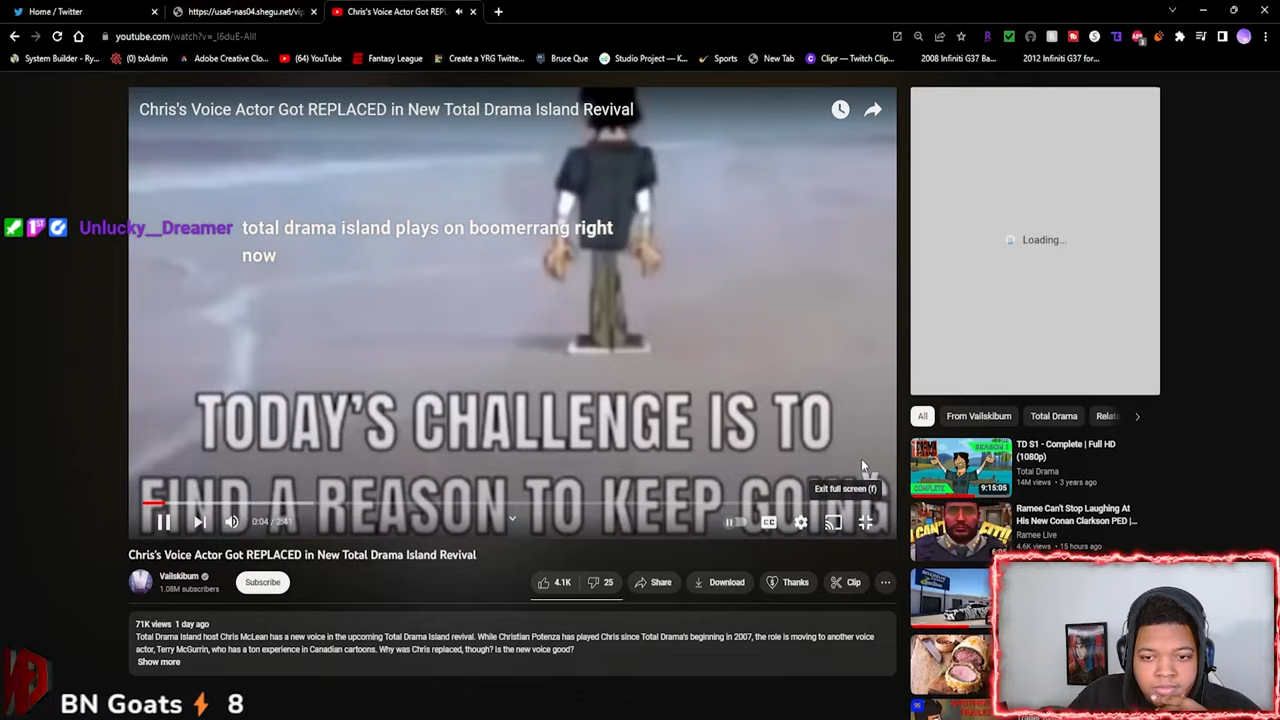 Home / Twitter
https://usa6-nas04.shegu.net/vip
Chris's Voice Actor Got REPL
youtube.com/watch?v=_I6duE-AIlI
System Builder - Ry...
(0) txAdmin
Adobe Creative Clo...
(64) YouTube
Fantasy League
Create a YRG Twitte...
Bruce Que
Studio Project — K...
Sports
New Tab
Clipr — Twitch Clip...
2008 Infiniti G37 Ba...
2012 Infiniti G37 for...
Chris's Voice Actor Got REPLACED in New Total Drama Island Revival
Unlucky__Dreamer total drama island plays on boomerrang right
now
Loading...
TODAY'S CHALLENGE IS TO
FIND A REASON TO KEEP GOING
Exit full screen (f)
0:04 / 2:41
All
From Vailskibum
Total Drama
Relat
TD S1 - Complete | Full HD
(1080p)
Total Drama
14M views • 3 years ago
SEASON 1
COMPLETE
9:15:05
Ramee Can't Stop Laughing At
His New Conan Clarkson PED |...
Ramee Live
4.6K views • 15 hours ago
Chris's Voice Actor Got REPLACED in New Total Drama Island Revival
Vailskibum
1.08M subscribers
Subscribe
4.1K
25
Share
Download
Thanks
Clip
71K views 1 day ago
Total Drama Island host Chris McLean has a new voice in the upcoming Total Drama Island revival. While Christian Potenza has played Chris since Total Drama's beginning in 2007, the role is moving to another voice
actor, Terry McGurrin, who has a ton experience in Canadian cartoons. Why was Chris replaced, though? Is the new voice good?
Show more
BN Goats 8